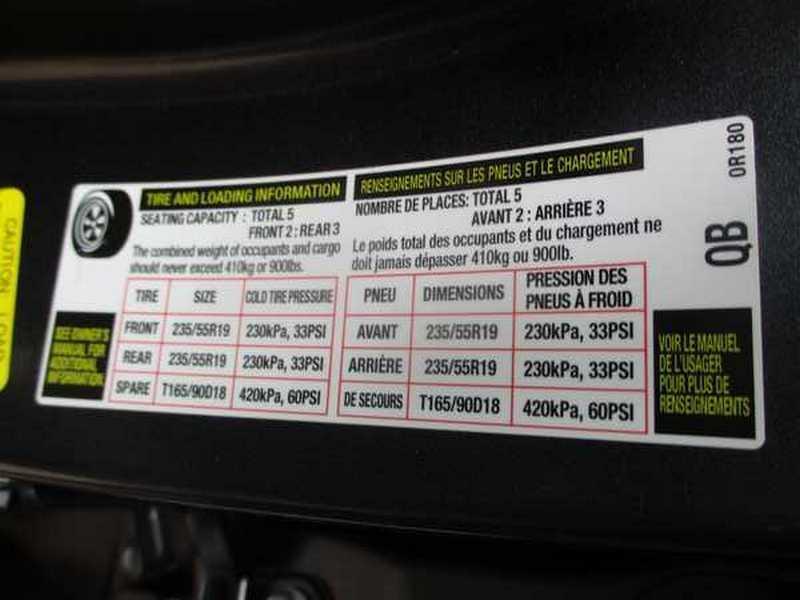 TIRE AND LOADING INFORMATION
SEATING CAPACITY : TOTAL 5
FRONT 2 : REAR 3
The combined weight of occupants and cargo
should never exceed 410kg or 900lbs.
TIRE SIZE COLD TIRE PRESSURE
FRONT 235/55R19 230kPa, 33PSI
REAR 235/55R19 230kPa, 33PSI
SPARE T165/90D18 420kPa, 60PSI
SEE OWNER'S
MANUAL FOR
ADDITIONAL
INFORMATION.
RENSEIGNEMENTS SUR LES PNEUS ET LE CHARGEMENT
NOMBRE DE PLACES: TOTAL 5
AVANT 2 : ARRIÈRE 3
Le poids total des occupants et du chargement ne
doit jamais dépasser 410kg ou 900lb.
PNEU DIMENSIONS PRESSION DES
PNEUS À FROID
AVANT 235/55R19 230kPa, 33PSI
ARRIÈRE 235/55R19 230kPa, 33PSI
DE SECOURS T165/90D18 420kPa, 60PSI
VOIR LE MANUEL
DE L'USAGER
POUR PLUS DE
RENSEIGNEMENTS
QB
0R180
CAUTION